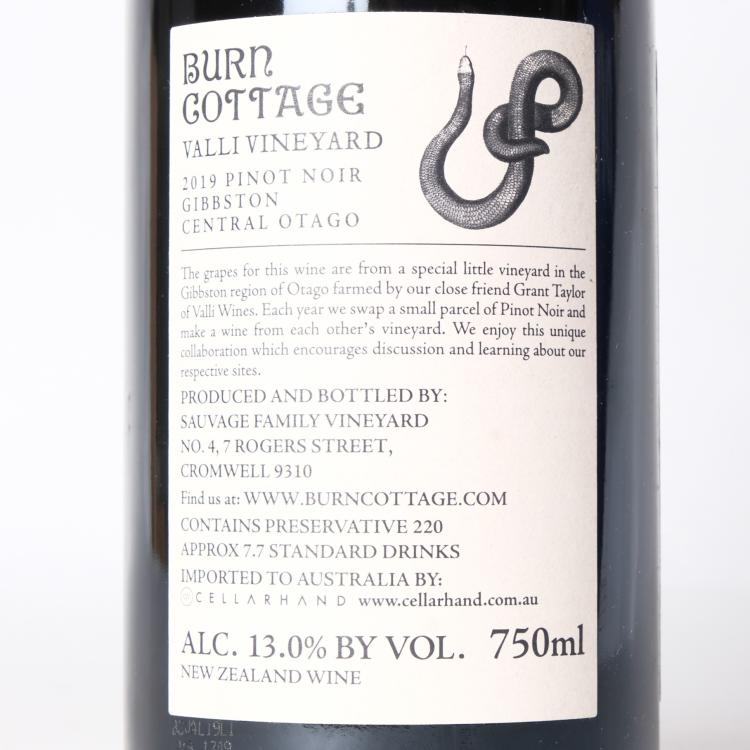 BURN
COTTAGE
VALLI VINEYARD
2019 PINOT NOIR
GIBBSTON
CENTRAL OTAGO
The grapes for this wine are from a special little vineyard in the
Gibbston region of Otago farmed by our close friend Grant Taylor
of Valli Wines. Each year we swap a small parcel of Pinot Noir and
make a wine from each other's vineyard. We enjoy this unique
collaboration which encourages discussion and learning about our
respective sites.
PRODUCED AND BOTTLED BY:
SAUVAGE FAMILY VINEYARD
NO. 4, 7 ROGERS STREET,
CROMWELL 9310
Find us at: WWW.BURNCOTTAGE.COM
CONTAINS PRESERVATIVE 220
APPROX 7.7 STANDARD DRINKS
IMPORTED TO AUSTRALIA BY:
CELLARHAND www.cellarhand.com.au
ALC. 13.0% BY VOL. 750ml
NEW ZEALAND WINE